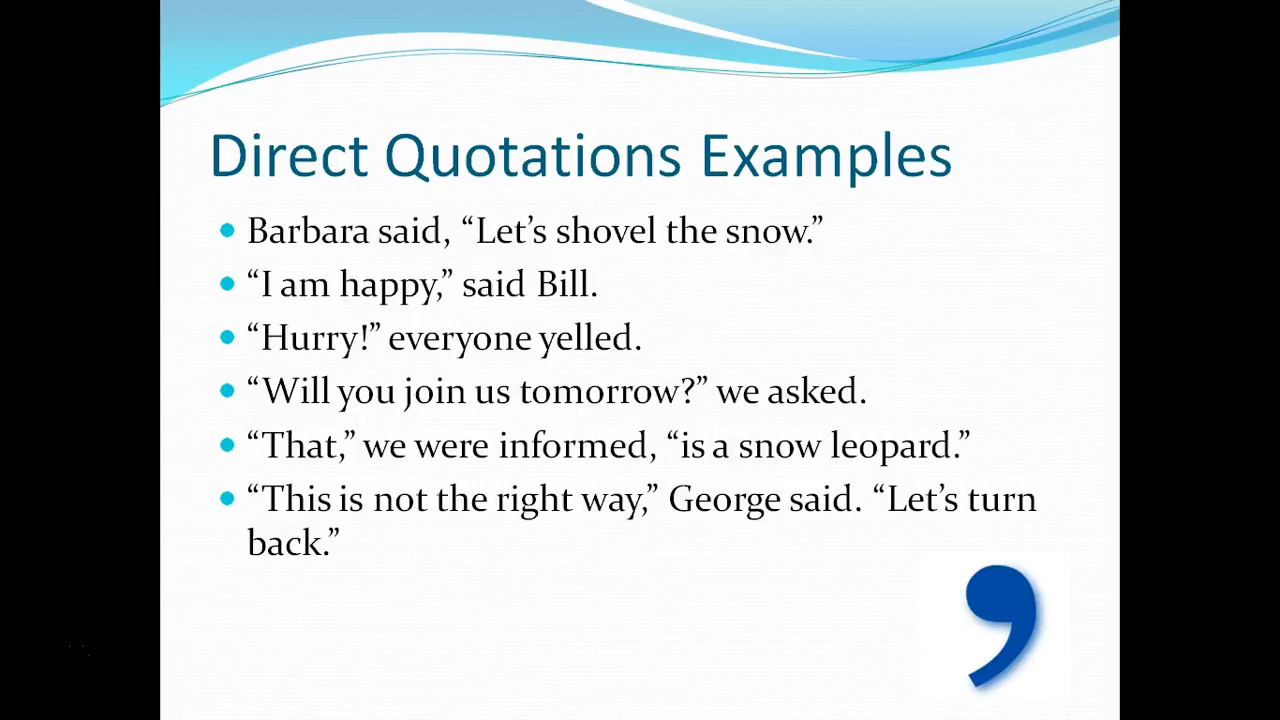 Direct Quotations Examples
• Barbara said, “Let’s shovel the snow.”
• “I am happy,” said Bill.
• “Hurry!” everyone yelled.
• “Will you join us tomorrow?” we asked.
• “That,” we were informed, “is a snow leopard.”
• “This is not the right way,” George said. “Let’s turn
back.”
,